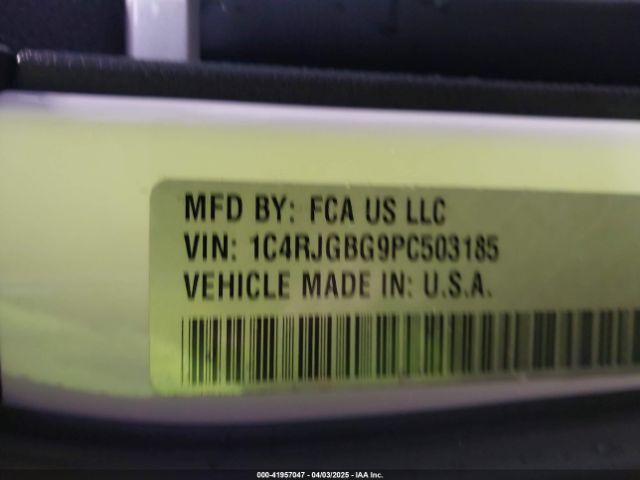 MFD BY: FCA US LLC
VIN: 1C4RJGBG9PC503185
VEHICLE MADE IN: U.S.A.
000-41957047 - 04/03/2025 - IAA Inc.